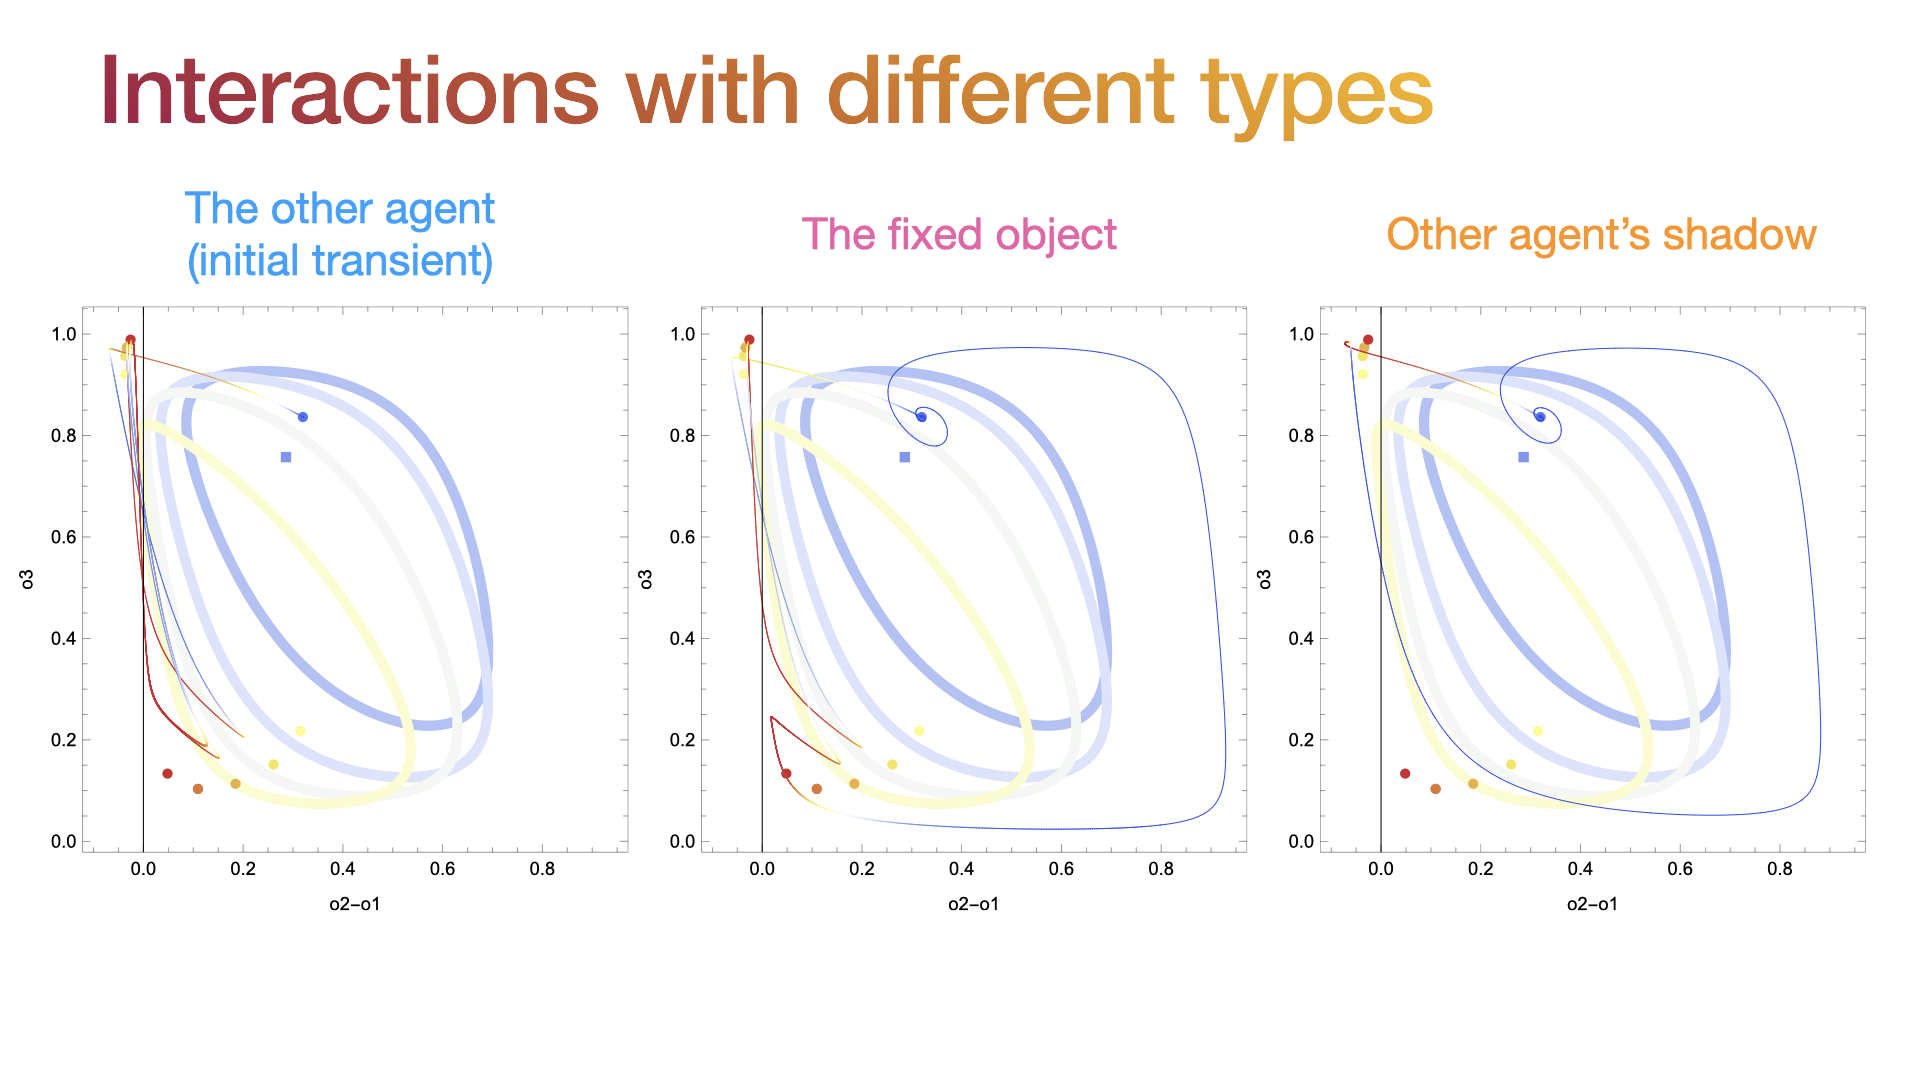 Interactions with different types
The other agent
(initial transient)
The fixed object
Other agent's shadow
1.0
0.8
0.6
0.4
0.2
0.0
o3
0.0 0.2 0.4 0.6 0.8
o2−o1
1.0
0.8
0.6
0.4
0.2
0.0
o3
0.0 0.2 0.4 0.6 0.8
o2−o1
1.0
0.8
0.6
0.4
0.2
0.0
o3
0.0 0.2 0.4 0.6 0.8
o2−o1